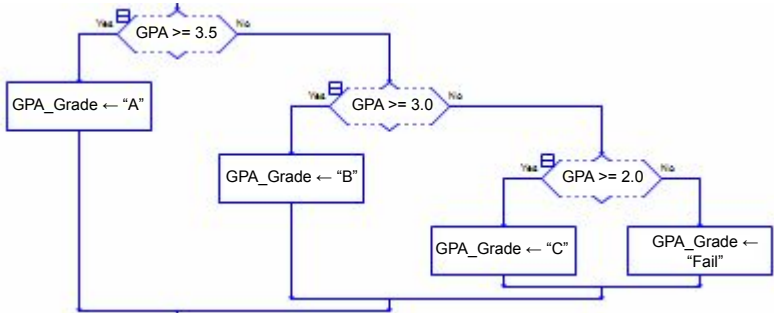 Yes
GPA >= 3.5
No
GPA_Grade ← “A”
Yes
GPA >= 3.0
No
GPA_Grade ← “B”
Yes
GPA >= 2.0
No
GPA_Grade ← “C”
GPA_Grade ←
“Fail”